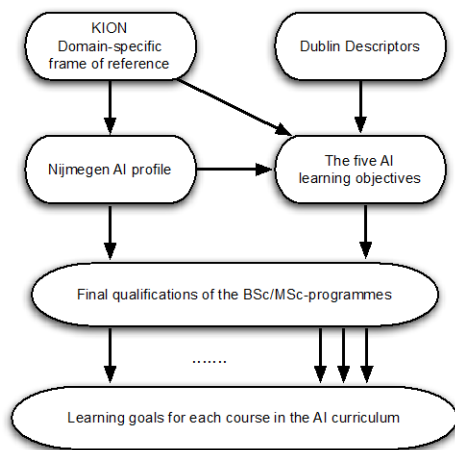 KION
Domain-specific
frame of reference
Dublin Descriptors
Nijmegen AI profile
The five AI
learning objectives
Final qualifications of the BSc/MSc-programmes
.......
Learning goals for each course in the AI curriculum